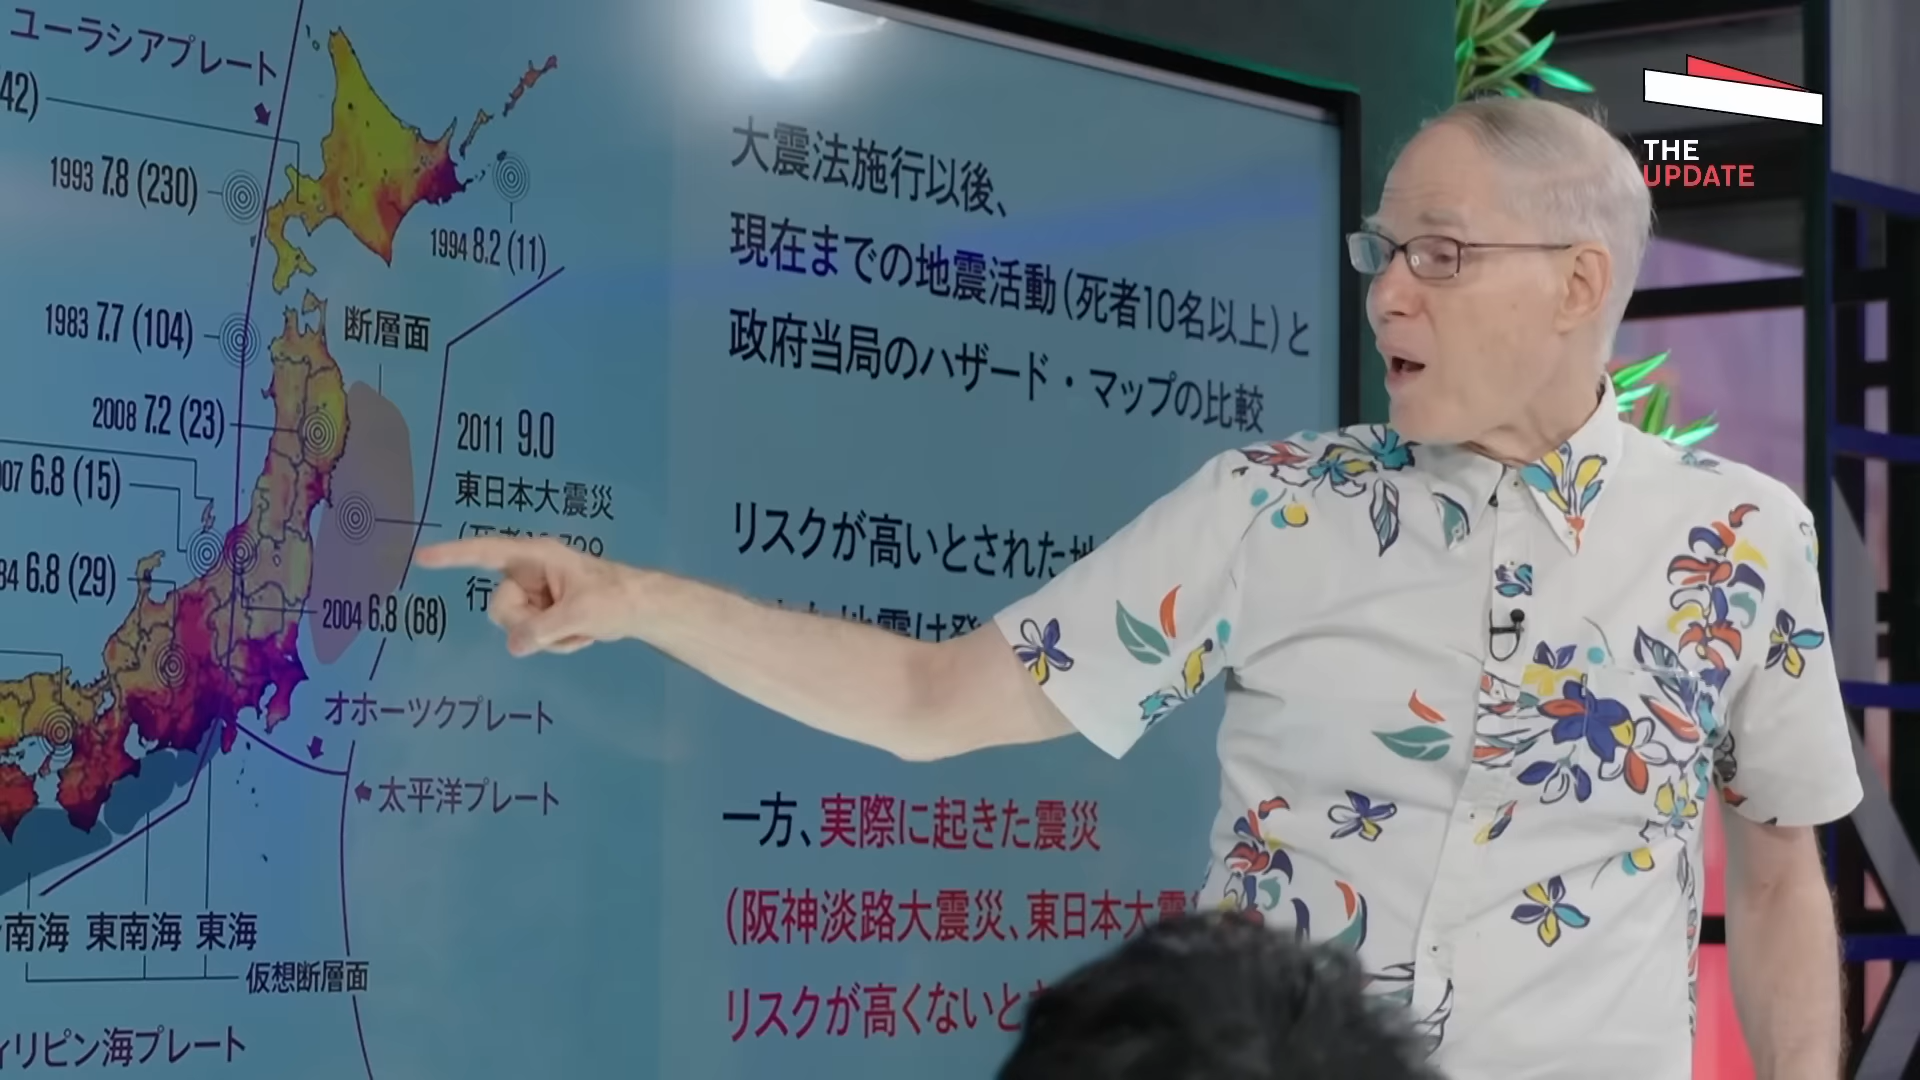 ユーラシアプレート
42)
1993 7.8 (230)
1994 8.2 (11)
1983 7.7 (104)
断層面
2008 7.2 (23)
2011 9.0
東日本大震災
07 6.8 (15)
84 6.8 (29)
2004 6.8 (68)
オホーツクプレート
太平洋プレート
南海 東南海 東海
仮想断層面
ィリピン海プレート
大震法施行以後、
現在までの地震活動(死者10名以上)と
政府当局のハザード・マップの比較
リスクが高いとされた地
地震は発
一方、実際に起きた震災
(阪神淡路大震災、東日本大震
リスクが高くないと
THE
UPDATE